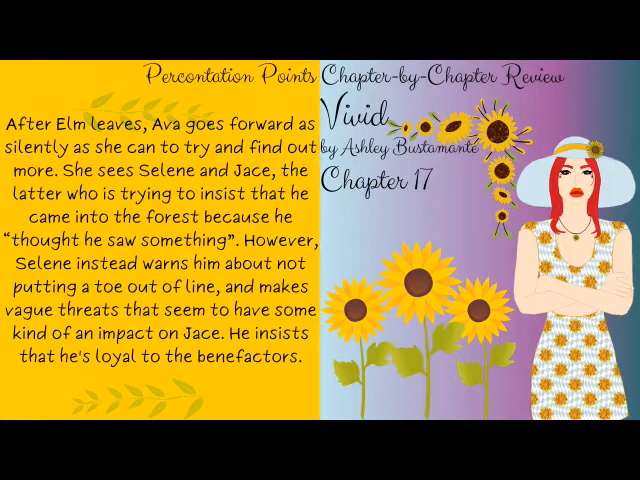 Percontation Points Chapter-by-Chapter Review
After Elm leaves, Ava goes forward as
silently as she can to try and find out
more. She sees Selene and Jace, the
latter who is trying to insist that he
came into the forest because he
“thought he saw something”. However,
Selene instead warns him about not
putting a toe out of line, and makes
vague threats that seem to have some
kind of an impact on Jace. He insists
that he's loyal to the benefactors.
Vivid
by Ashley Bustamante
Chapter 17